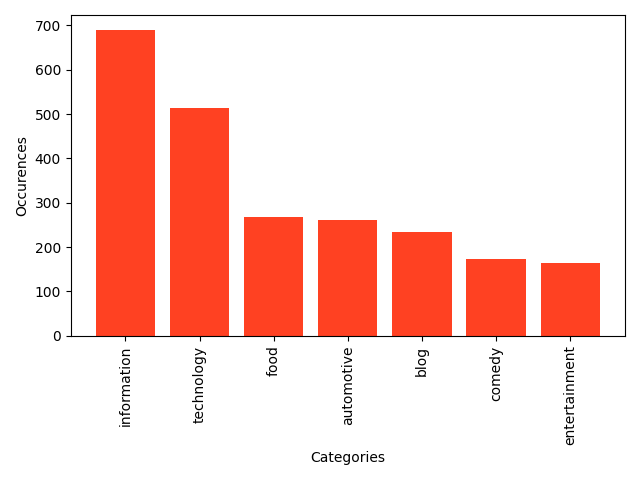 700
600
500
400
300
200
100
0
Occurences
information
technology
food
automotive
blog
comedy
entertainment
Categories